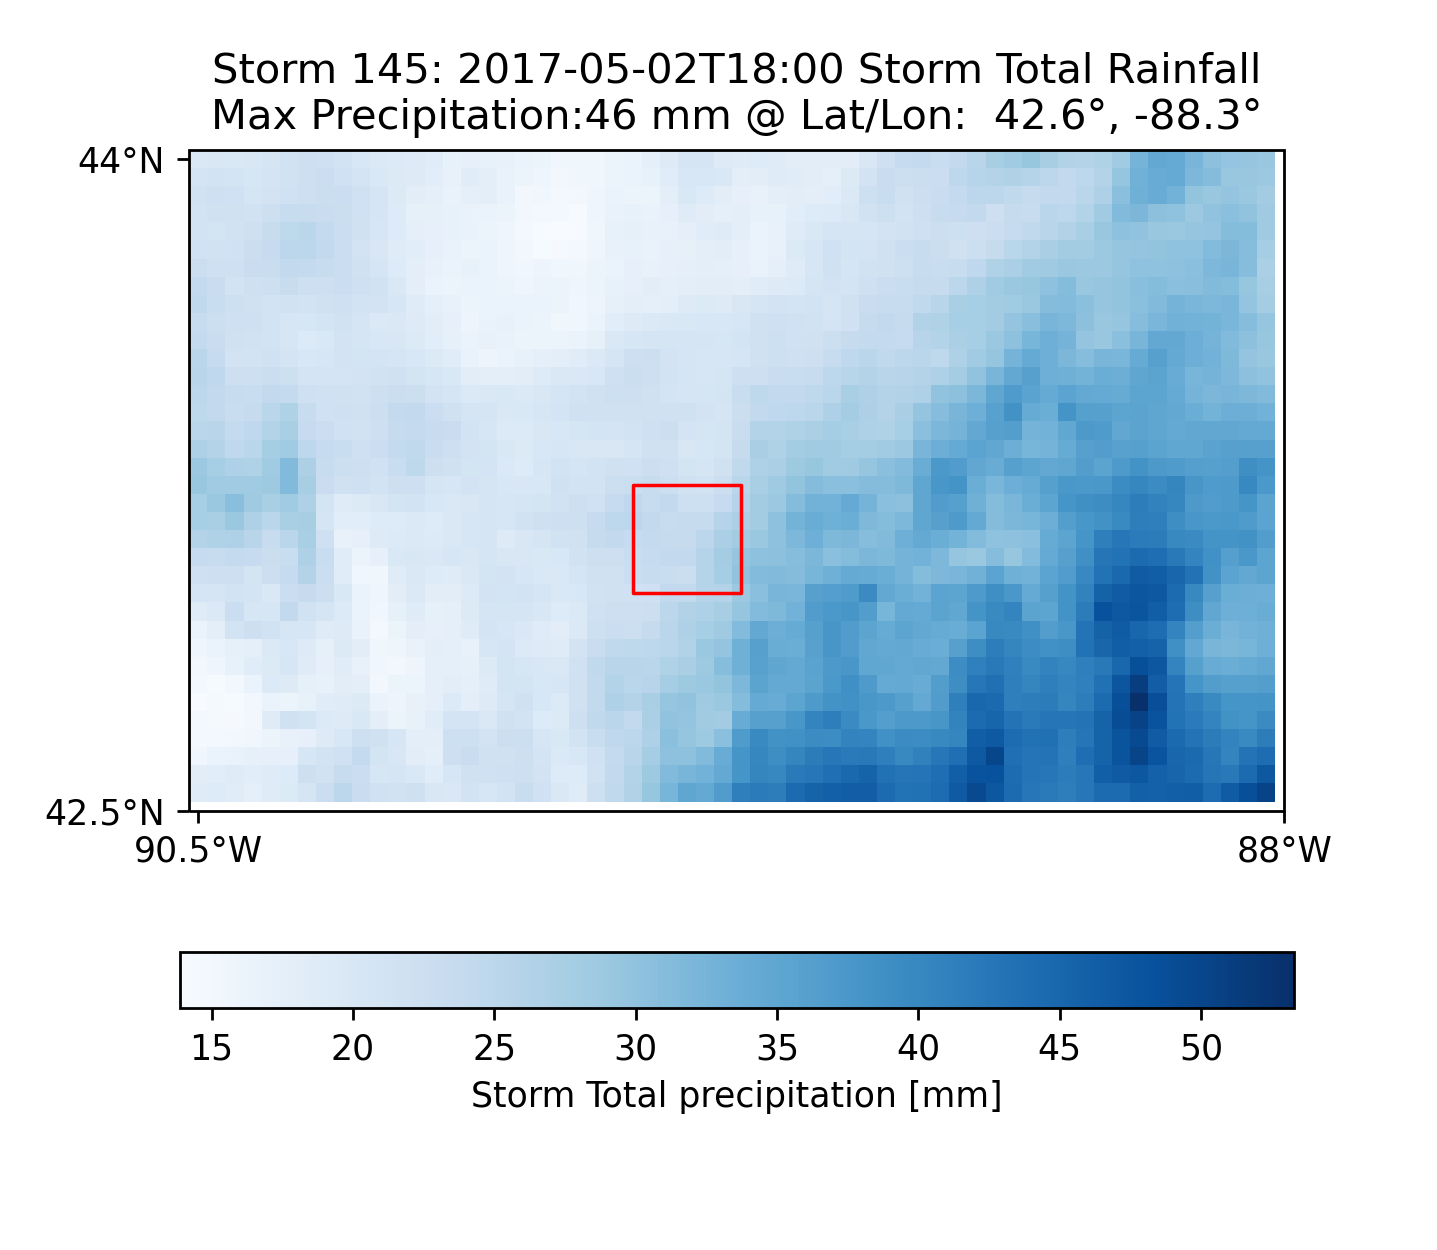 Storm 145: 2017-05-02T18:00 Storm Total Rainfall
Max Precipitation:46 mm @ Lat/Lon:  42.6°, -88.3°
44°N
42.5°N
90.5°W 88°W
15 20 25 30 35 40 45 50
Storm Total precipitation [mm]